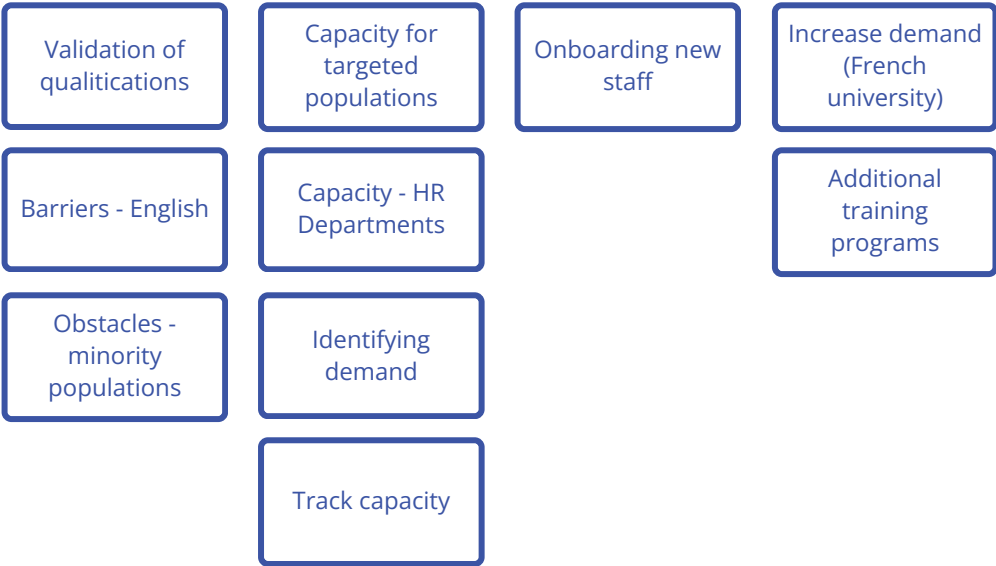 Validation of
qualitications
Capacity for
targeted
populations
Onboarding new
staff
Increase demand
(French
university)
Barriers - English
Capacity - HR
Departments
Additional
training
programs
Obstacles -
minority
populations
Identifying
demand
Track capacity